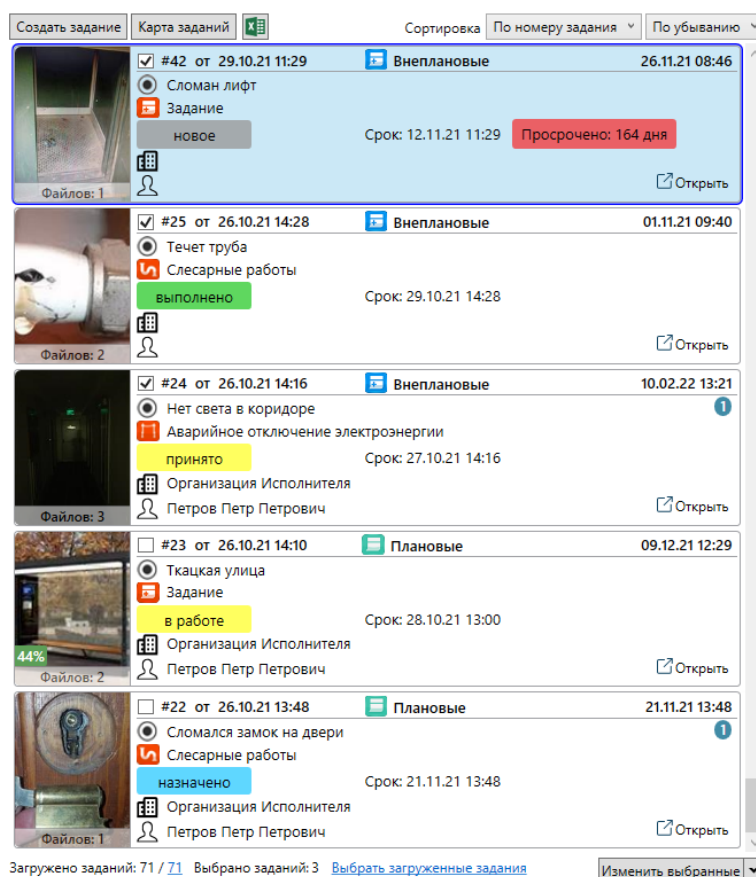 Создать задание Карта заданий Сортировка По номеру задания По убыванию
#42 от 29.10.21 11:29 Внеплановые 26.11.21 08:46
Сломан лифт
Задание
новое Срок: 12.11.21 11:29 Просрочено: 164 дня
Файлов: 1 Открыть
#25 от 26.10.21 14:28 Внеплановые 01.11.21 09:40
Течет труба
Слесарные работы
выполнено Срок: 29.10.21 14:28
Файлов: 2 Открыть
#24 от 26.10.21 14:16 Внеплановые 10.02.22 13:21
Нет света в коридоре 1
Аварийное отключение электроэнергии
принято Срок: 27.10.21 14:16
Организация Исполнителя
Файлов: 3 Петров Петр Петрович Открыть
#23 от 26.10.21 14:10 Плановые 09.12.21 12:29
Ткацкая улица
Задание
в работе Срок: 28.10.21 13:00
Организация Исполнителя
44%
Файлов: 2 Петров Петр Петрович Открыть
#22 от 26.10.21 13:48 Плановые 21.11.21 13:48
Сломался замок на двери 1
Слесарные работы
назначено Срок: 21.11.21 13:48
Организация Исполнителя
Файлов: 1 Петров Петр Петрович Открыть
Загружено заданий: 71 / 71 Выбрано заданий: 3 Выбрать загруженные задания Изменить выбранные